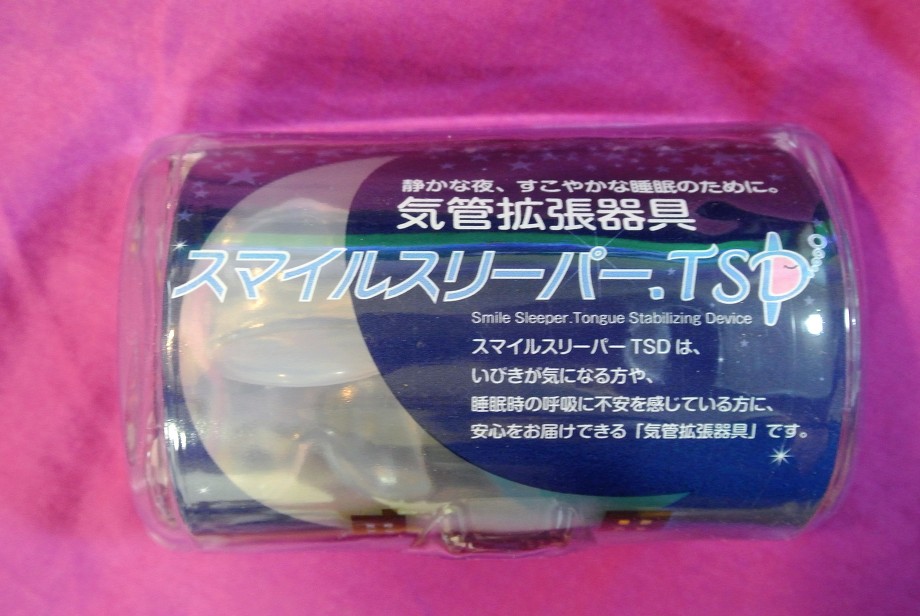 静かな夜、すこやかな睡眠のために。
気管拡張器具
スマイルスリーパー.TSD
Smile Sleeper.Tongue Stabilizing Device
スマイルスリーパー TSD は、
いびきが気になる方や、
睡眠時の呼吸に不安を感じている方に、
安心をお届けできる「気管拡張器具」です。